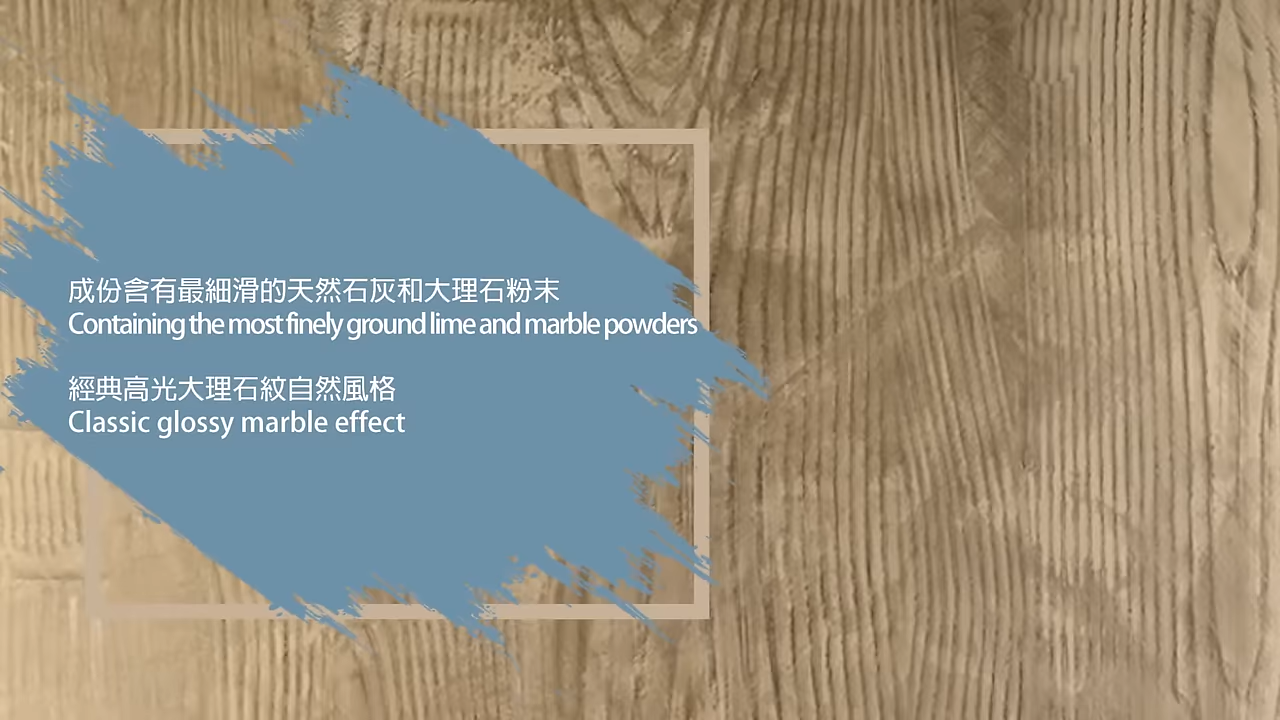 成份含有最細滑的天然石灰和大理石粉末
Containing the most finely ground lime and marble powders
經典高光大理石紋自然風格
Classic glossy marble effect